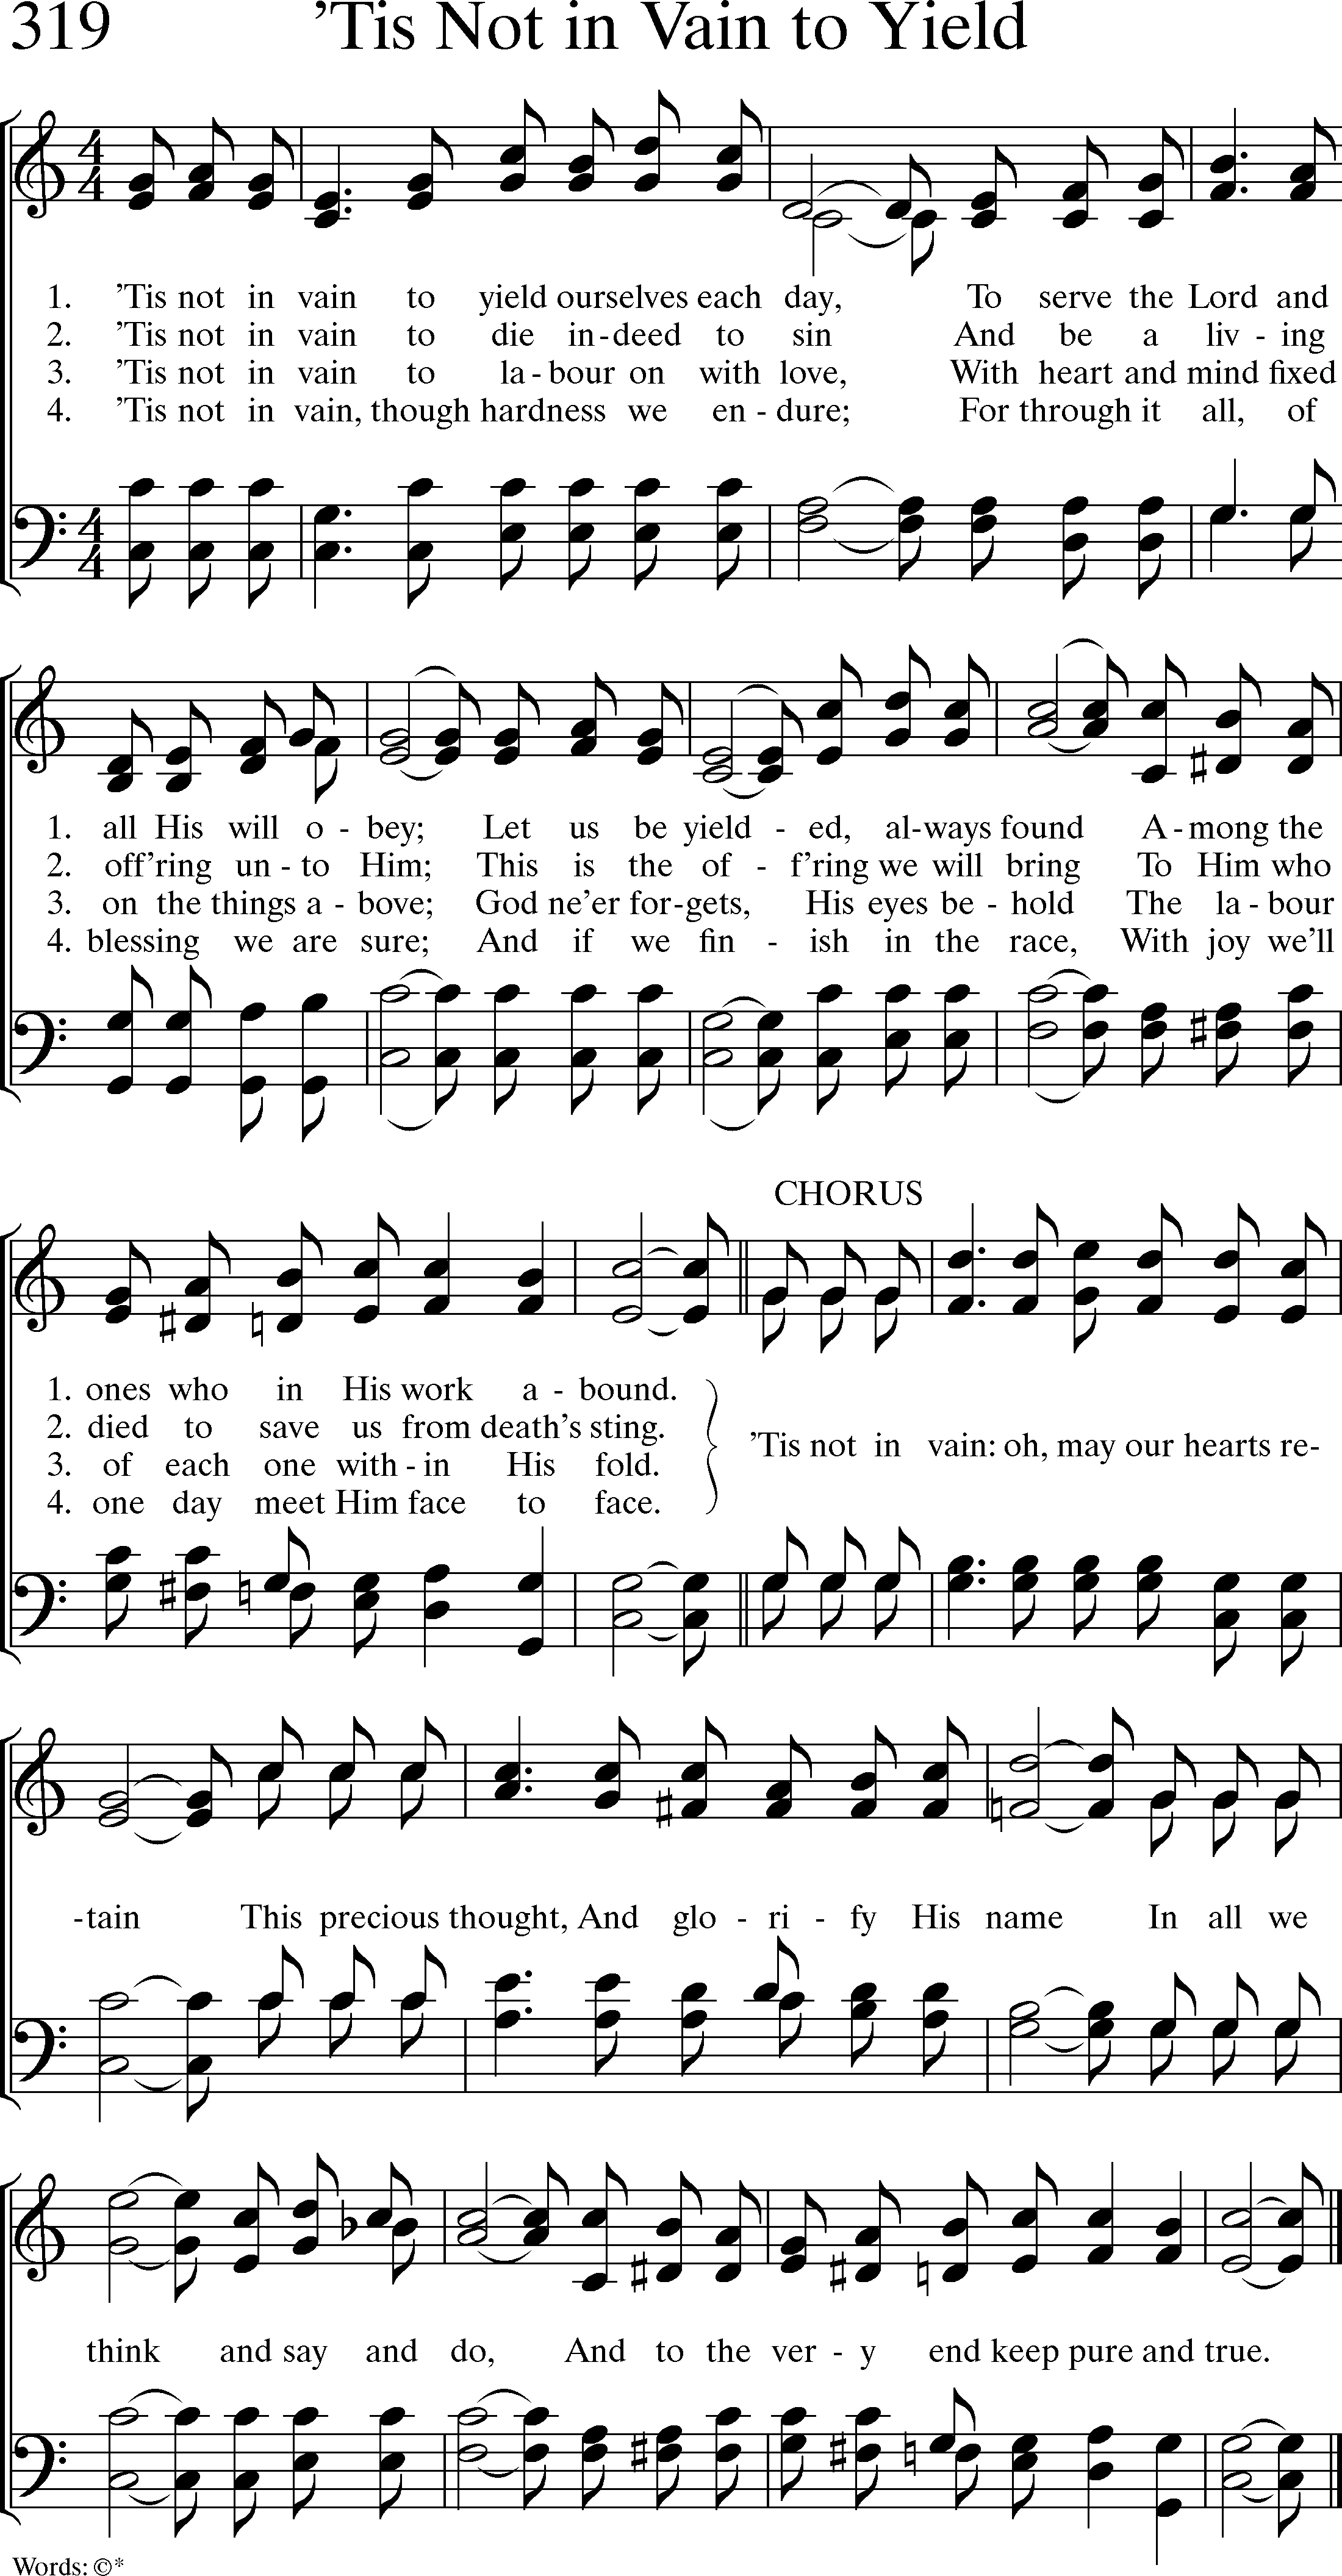 319 ’Tis Not in Vain to Yield
1. ’Tis not in vain to yield ourselves each day, To serve the Lord and
2. ’Tis not in vain to die in-deed to sin And be a liv - ing
3. ’Tis not in vain to la-bour on with love, With heart and mind fixed
4. ’Tis not in vain, though hardness we en - dure; For through it all, of
1. all His will o - bey; Let us be yield - ed, al-ways found A-mong the
2. off’ring un - to Him; This is the of - f’ring we will bring To Him who
3. on the things a - bove; God ne’er for-gets, His eyes be - hold The la - bour
4. blessing we are sure; And if we fin - ish in the race, With joy we’ll
CHORUS
1. ones who in His work a - bound.
2. died to save us from death’s sting.
3. of each one with - in His fold.
4. one day meet Him face to face.
’Tis not in vain: oh, may our hearts re-
-tain This precious thought, And glo - ri - fy His name In all we
think and say and do, And to the ver - y end keep pure and true.
Words: ©*